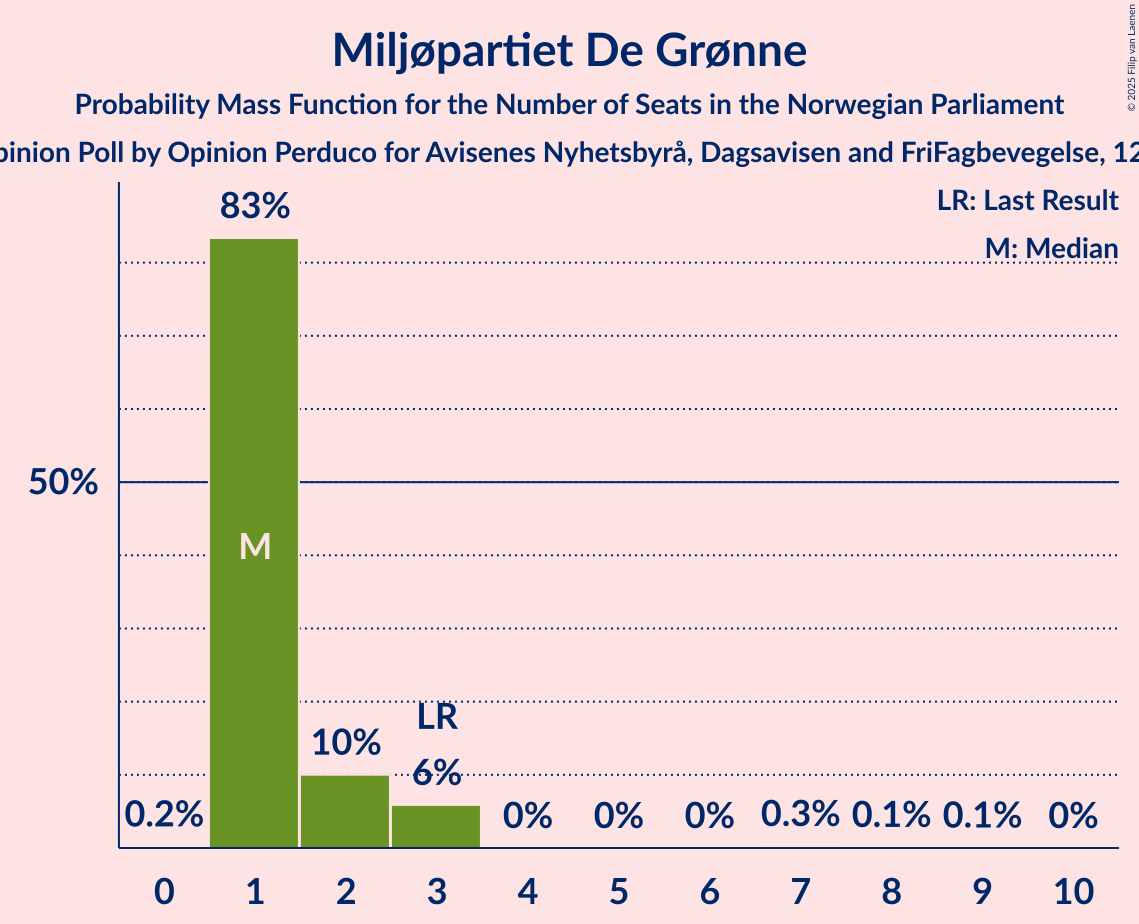 Miljøpartiet De Grønne
Probability Mass Function for the Number of Seats in the Norwegian Parliament
Poll by Opinion Perduco for Avisenes Nyhetsbyrå, Dagsavisen and FriFagbevegelse,
© 2025 Filip van Laenen
LR: Last Result
M: Median
83%
50%
M
LR
10%
6%
0.2%
0%
0%
0%
0.3%
0.1%
0.1%
0%
0
1
2
3
4
5
6
7
8
9
10